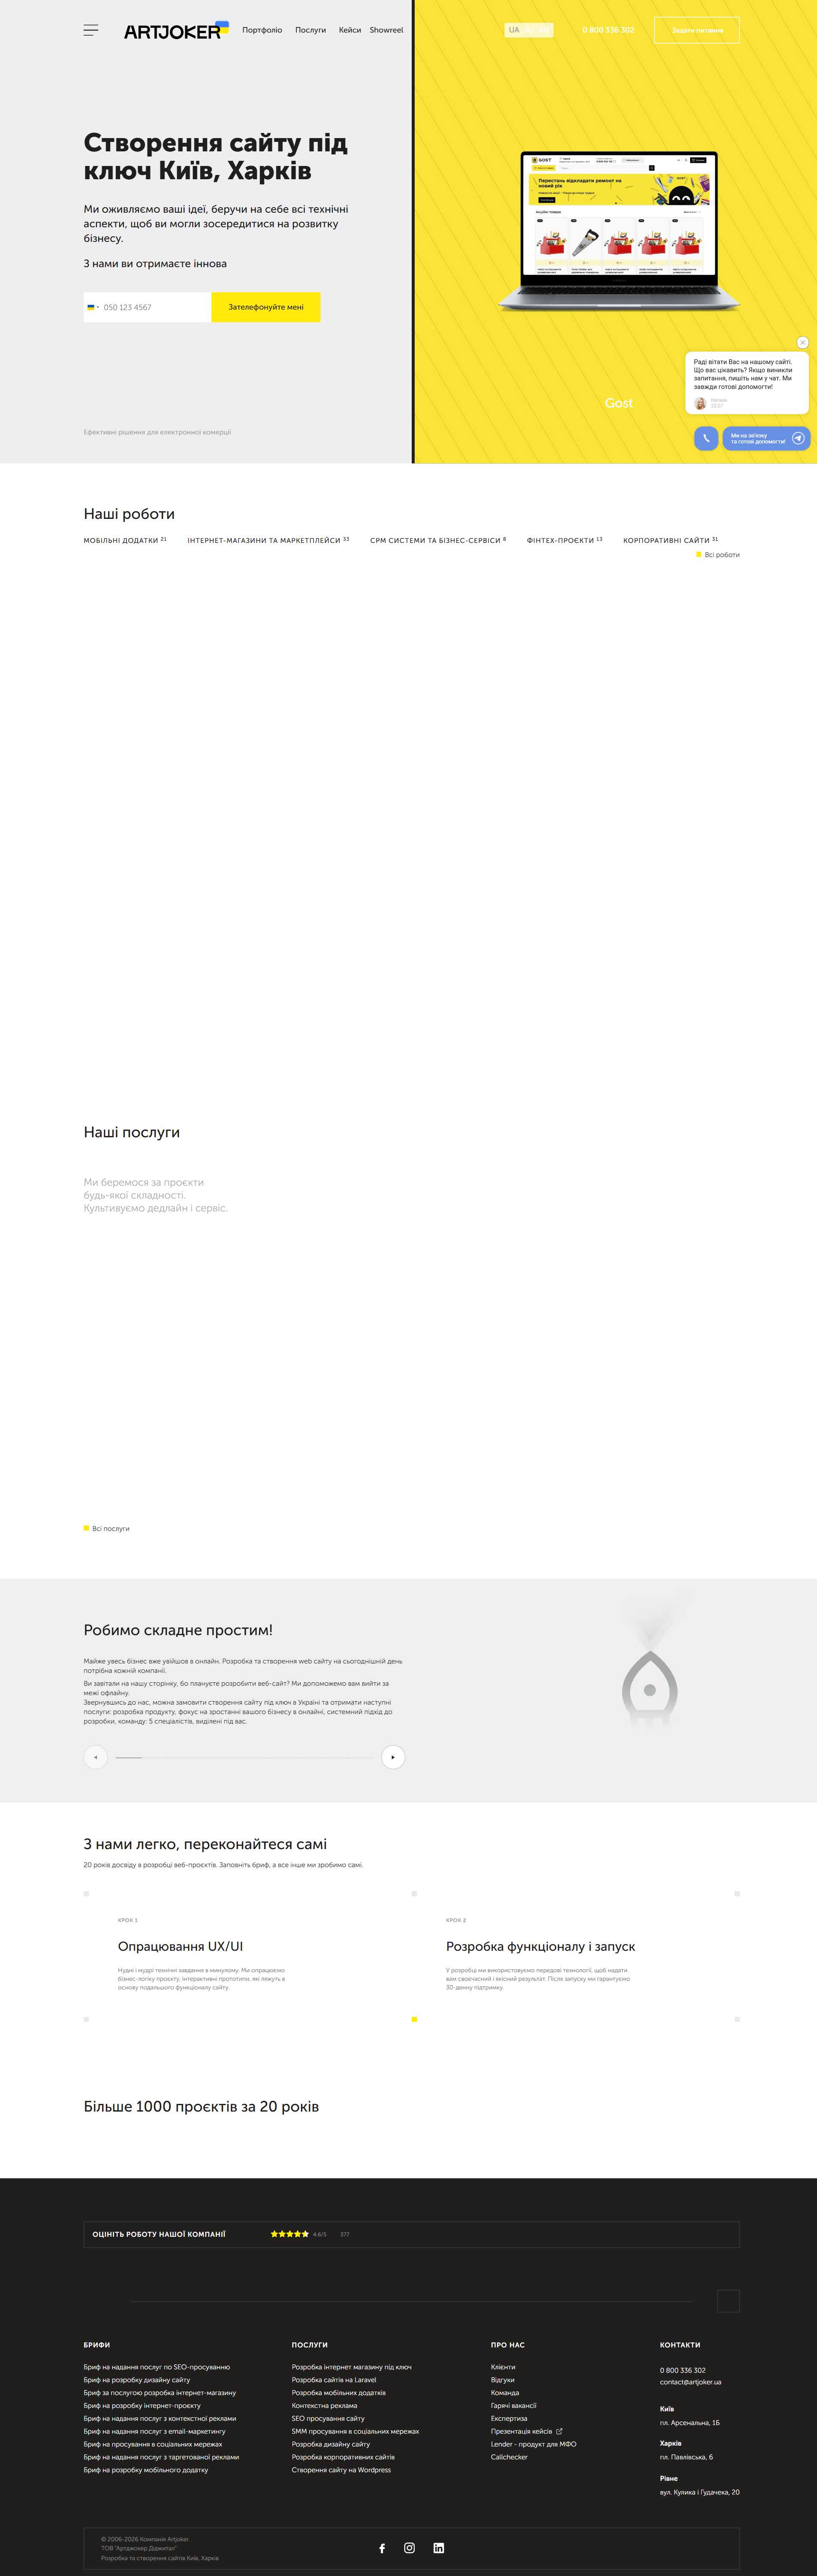 ARTJOKER
Портфоліо Послуги Кейси Showreel
UA
0 800 336 302
Задати питання
Створення сайту під
ключ Київ, Харків
Ми оживляємо ваші ідеї, беручи на себе всі технічні
аспекти, щоб ви могли зосередитися на розвитку
бізнесу.
З нами ви отримаєте іннова
050 123 4567
Зателефонуйте мені
Ефективні рішення для електронної комерції
GOST
Перестань відкладати ремонт на
новий рік
Gost
Раді вітати Вас на нашому сайті.
Що вас цікавить? Якщо виникли
запитання, пишіть нам у чат. Ми
завжди готові допомогти!
Ми на зв'язку
та готові допомогти!
Наші роботи
МОБІЛЬНІ ДОДАТКИ 21
ІНТЕРНЕТ-МАГАЗИНИ ТА МАРКЕТПЛЕЙСИ 33
СРМ СИСТЕМИ ТА БІЗНЕС-СЕРВІСИ 8
ФІНТЕХ-ПРОЄКТИ 13
КОРПОРАТИВНІ САЙТИ 31
Всі роботи
Наші послуги
Ми беремося за проєкти
будь-якої складності.
Культивуємо дедлайн і сервіс.
Всі послуги
Робимо складне простим!
Майже увесь бізнес вже увійшов в онлайн. Розробка та створення web сайту на сьогоднішній день
потрібна кожній компанії.
Ви завітали на нашу сторінку, бо плануєте розробити веб-сайт? Ми допоможемо вам вийти за
межі офлайну.
Звернувшись до нас, можна замовити створення сайту під ключ в Україні та отримати наступні
послуги: розробка продукту, фокус на зростанні вашого бізнесу в онлайні, системний підхід до
розробки, команду: 5 спеціалістів, виділені під вас.
З нами легко, переконайтеся самі
20 років досвіду в розробці веб-проєктів. Заповніть бриф, а все інше ми зробимо самі.
КРОК 1
Опрацювання UX/UI
Нудні і мудрі технічні завдання в минулому. Ми опрацюємо
бізнес-логіку проєкту, інтерактивні прототипи, які ляжуть в
основу подальшого функціоналу сайту.
КРОК 2
Розробка функціоналу і запуск
У розробці ми використовуємо передові технології, щоб надати
вам своєчасний і якісний результат. Після запуску ми гарантуємо
30-денну підтримку.
Більше 1000 проєктів за 20 років
ОЦІНІТЬ РОБОТУ НАШОЇ КОМПАНІЇ
4.6/5
377
БРИФИ
Бриф на надання послуг по SEO-просуванню
Бриф на розробку дизайну сайту
Бриф за послугою розробка інтернет-магазину
Бриф на розробку інтернет-проєкту
Бриф на надання послуг з контекстної реклами
Бриф на надання послуг з email-маркетингу
Бриф на просування в соціальних мережах
Бриф на надання послуг з таргетованої реклами
Бриф на розробку мобільного додатку
ПОСЛУГИ
Розробка інтернет магазину під ключ
Розробка сайтів на Laravel
Розробка мобільних додатків
Контекстна реклама
SEO просування сайту
SMM просування в соціальних мережах
Розробка дизайну сайту
Розробка корпоративних сайтів
Створення сайту на Wordpress
ПРО НАС
Клієнти
Відгуки
Команда
Гарячі вакансії
Експертиза
Презентація кейсів
Lender - продукт для МФО
Callchecker
КОНТАКТИ
0 800 336 302
contact@artjoker.ua
Київ
пл. Арсенальна, 1Б
Харків
пл. Павлівська, 6
Рівне
вул. Кулика і Гудачека, 20
© 2006-2026 Компанія Artjoker.
ТОВ "Артджокер Діджитал"
Розробка та створення сайтів Київ, Харків